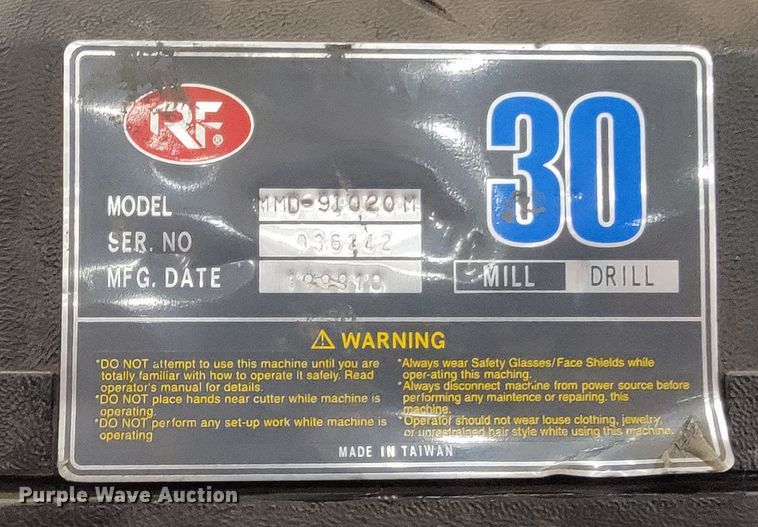 RF®
30
MODEL MMD-91020M
SER. NO 936242
MFG. DATE
MILL DRILL
WARNING
*DO NOT attempt to use this machine until you are
totally familiar with how to operate it safely. Read
operator's manual for details.
*DO NOT place hands near cutter while machine is
operating.
*DO NOT perform any set-up work white machine is
operating
*Always wear Safety Glasses/Face Shields while
oper-ating this maching.
*Always disconnect machine from power source before
performing any maintence or repairing. this
machine.
*Operator should not wear louse clothing, jewelry,
or unrestrained hair style white using this machine.
MADE IN TAIWAN
Purple Wave Auction